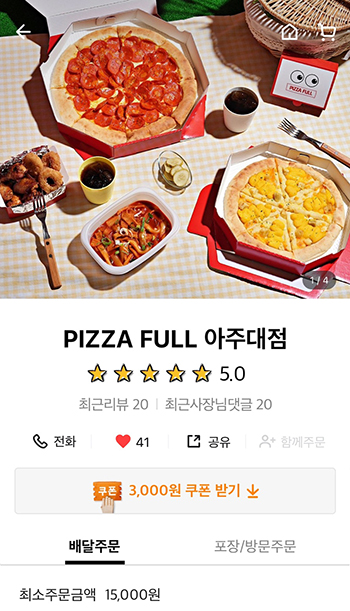 PIZZA FULL
1 / 4
PIZZA FULL 아주대점
5.0
최근리뷰 20 | 최근사장님댓글 20
전화 41 공유 함께주문
쿠폰 3,000원 쿠폰 받기
배달주문 포장/방문주문
최소주문금액 15,000원